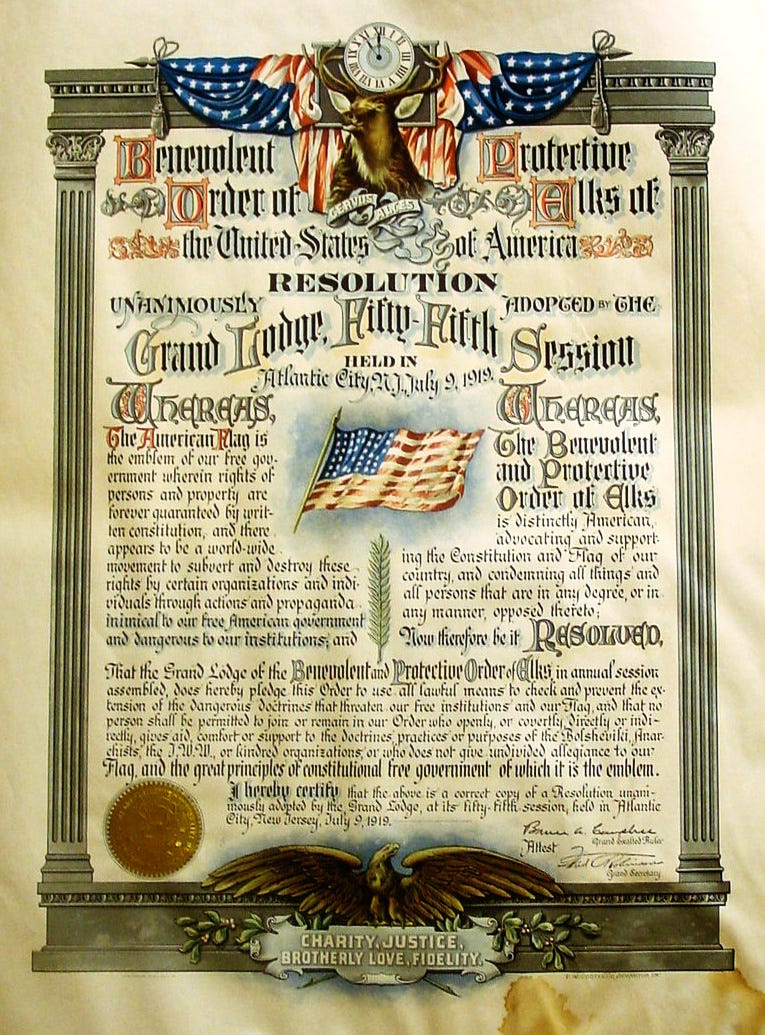 Benevolent Protective
Order of Elks of
the United States of America
CERVUS ALCES
RESOLUTION
UNANIMOUSLY ADOPTED BY THE
Grand Lodge, Fifty-Fifth Session
HELD IN
Atlantic City, N.J., July 9, 1919.
WHEREAS,
The American Flag is
the emblem of our free gov-
ernment wherein rights of
persons and property are
forever guaranteed by writ-
ten constitution, and there
appears to be a world-wide
movement to subvert and destroy these
rights by certain organizations and indi-
viduals through actions and propaganda
inimical to our free American government
and dangerous to our institutions; and
WHEREAS,
The Benevolent
and Protective
Order of Elks
is distinctly American,
advocating and support-
ing the Constitution and Flag of our
country, and condemning all things and
all persons that are in any degree, or in
any manner, opposed thereto;
Now therefore be it RESOLVED,
That the Grand Lodge of the Benevolent and Protective Order of Elks, in annual session
assembled, does hereby pledge this Order to use all lawful means to check and prevent the ex-
tension of the dangerous doctrines that threaten our free institutions and our Flag, and that no
person shall be permitted to join or remain in our Order who openly, or covertly, directly or indi-
rectly, gives aid, comfort or support to the doctrines, practices or purposes of the Bolsheviki, Anar-
chists, the I.W.W., or kindred organizations, or who does not give undivided allegiance to our
Flag, and the great principles of constitutional free government of which it is the emblem.
I hereby certify that the above is a correct copy of a Resolution unani-
mously adopted by the Grand Lodge, at its fifty-fifth session, held in Atlantic
City, New Jersey, July 9, 1919.
Bruce A. Campbell
Grand Exalted Ruler
Attest
Fred C. Robinson
Grand Secretary
CHARITY, JUSTICE,
BROTHERLY LOVE, FIDELITY.